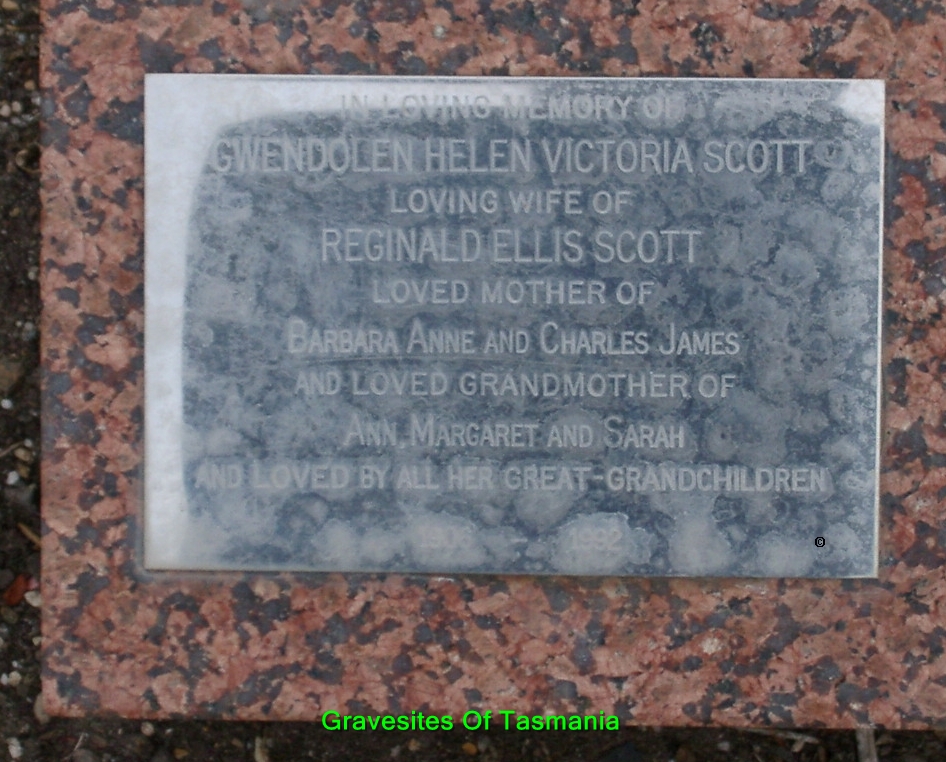 IN LOVING MEMORY OF
GWENDOLEN HELEN VICTORIA SCOTT
LOVING WIFE OF
REGINALD ELLIS SCOTT
LOVED MOTHER OF
BARBARA ANNE AND CHARLES JAMES
AND LOVED GRANDMOTHER OF
ANN, MARGARET AND SARAH
AND LOVED BY ALL HER GREAT-GRANDCHILDREN
- 1992
©
Gravesites Of Tasmania